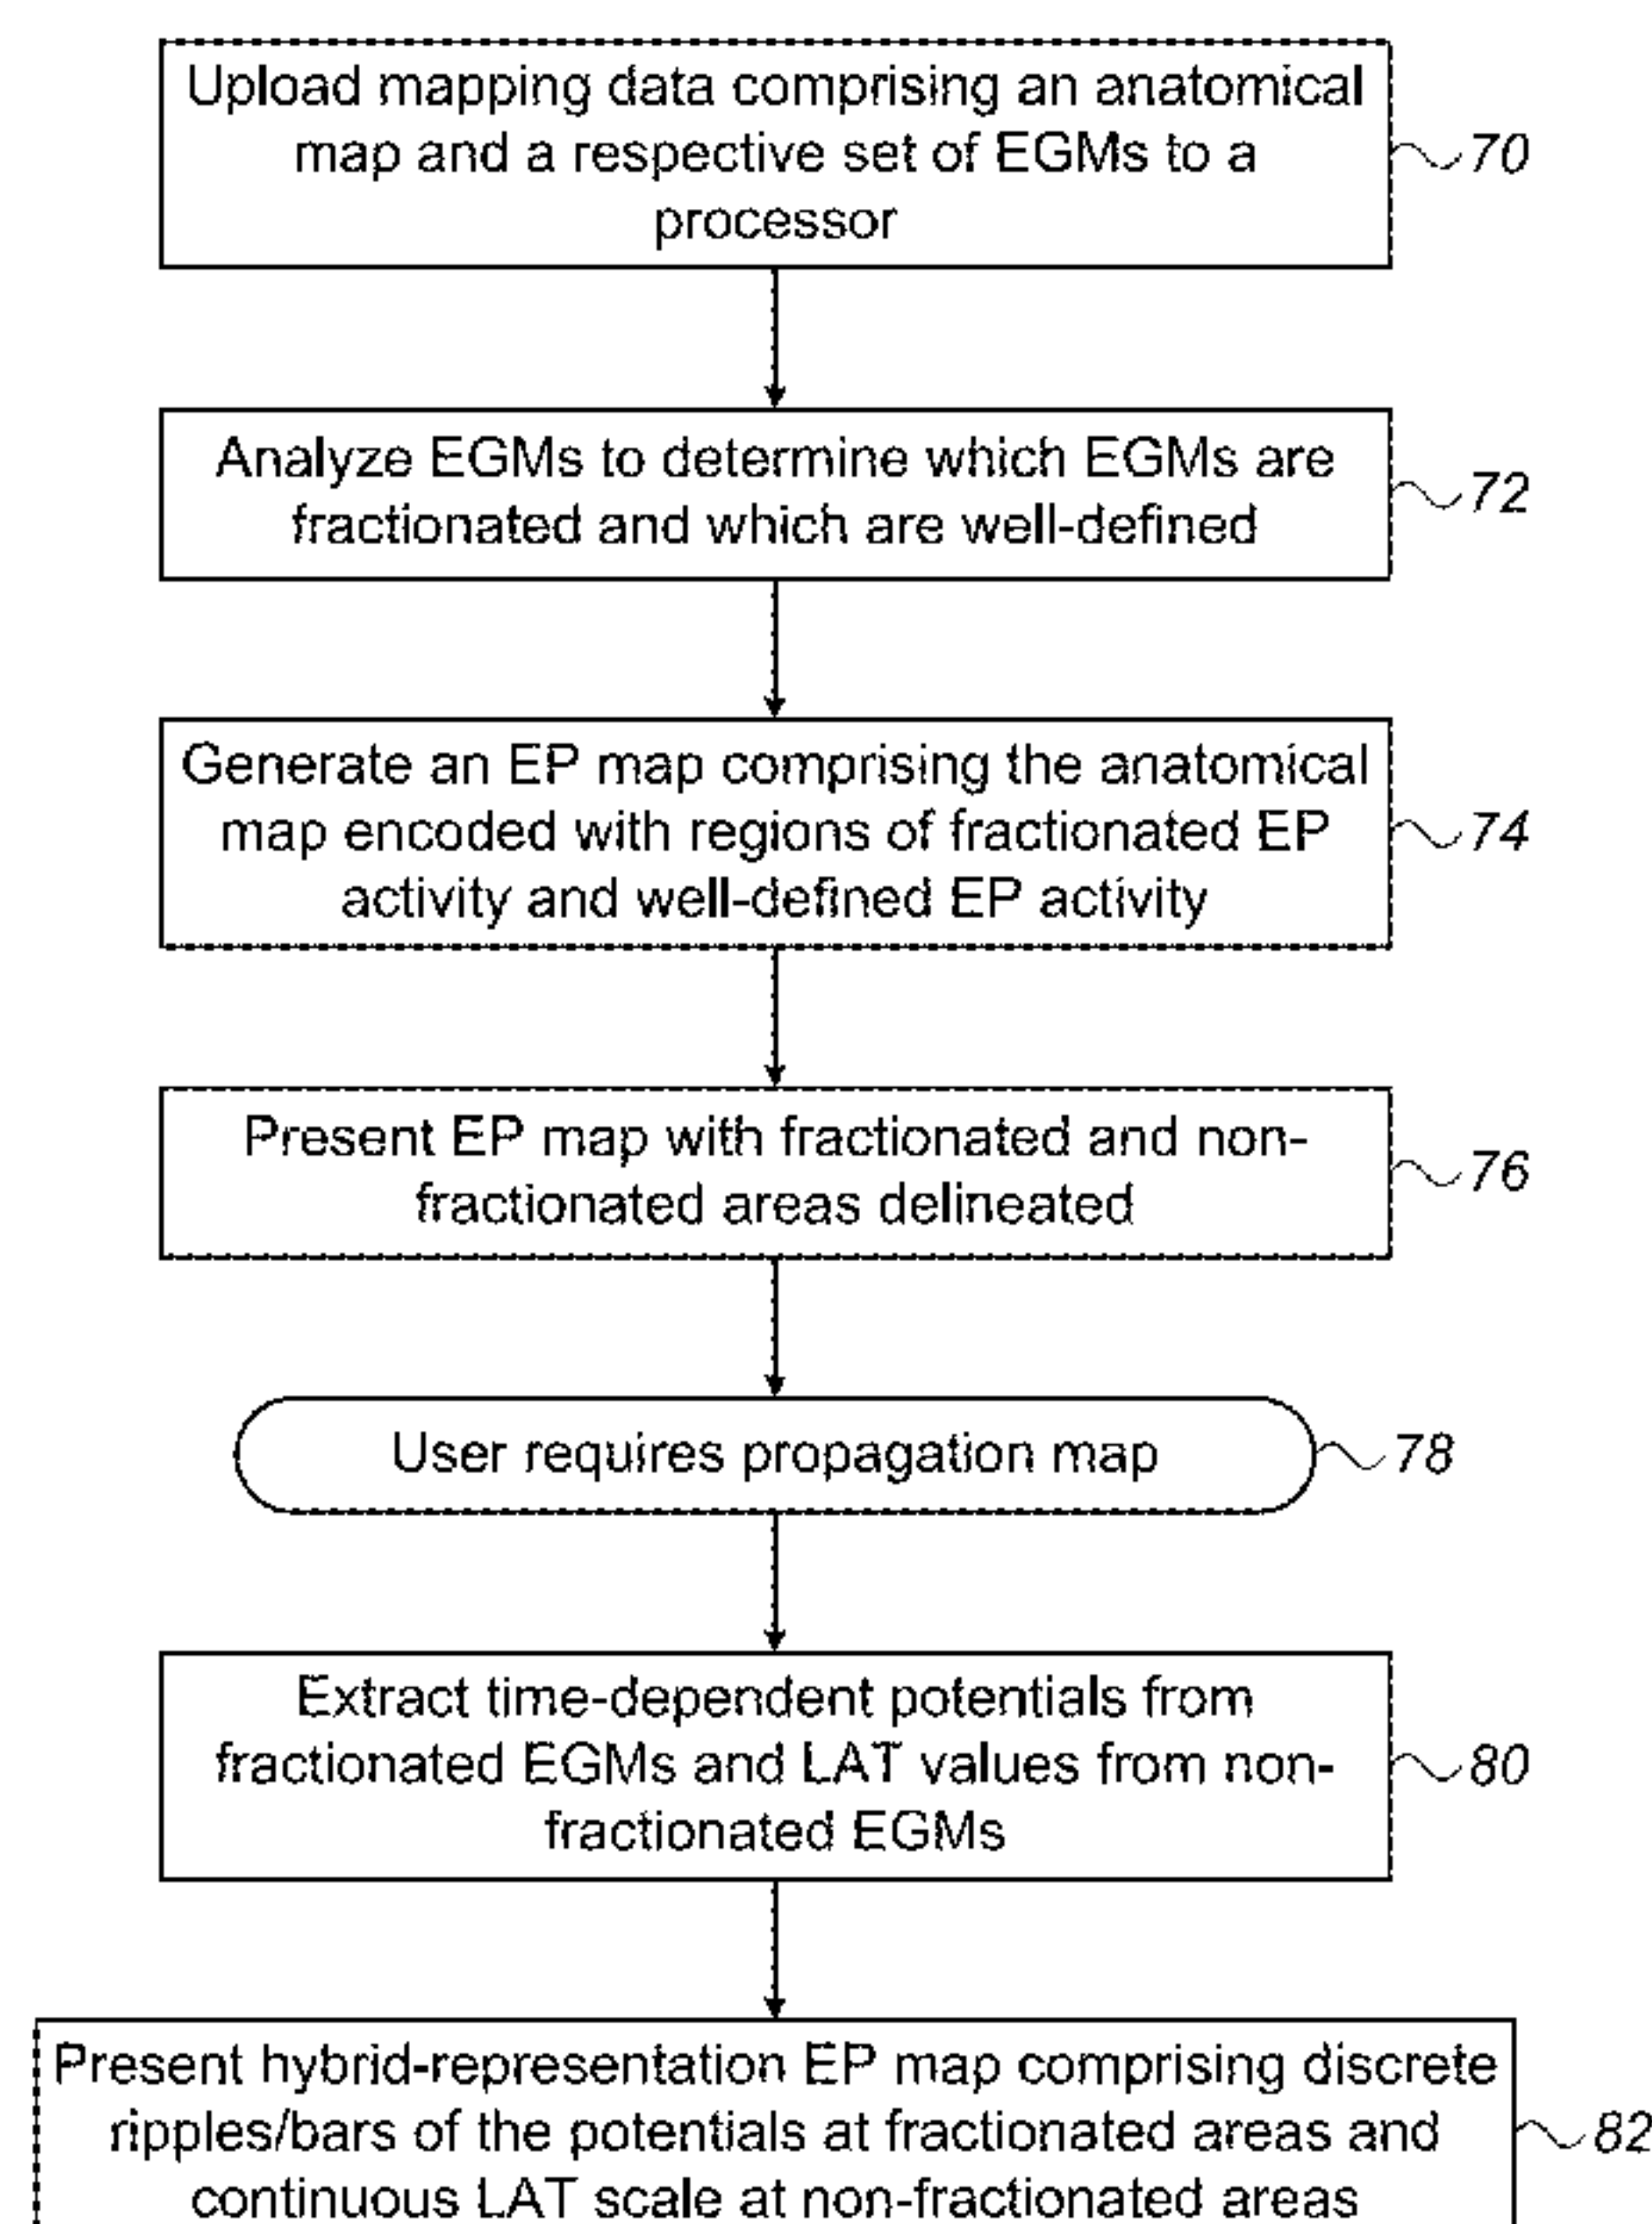 Upload mapping data comprising an anatomical
map and a respective set of EGMs to a
processor
70
Analyze EGMs to determine which EGMs are
fractionated and which are well-defined
72
Generate an EP map comprising the anatomical
map encoded with regions of fractionated EP
activity and well-defined EP activity
74
Present EP map with fractionated and non-
fractionated areas delineated
76
User requires propagation map
78
Extract time-dependent potentials from
fractionated EGMs and LAT values from non-
fractionated EGMs
80
Present hybrid-representation EP map comprising discrete
ripples/bars of the potentials at fractionated areas and
continuous LAT scale at non-fractionated areas
82